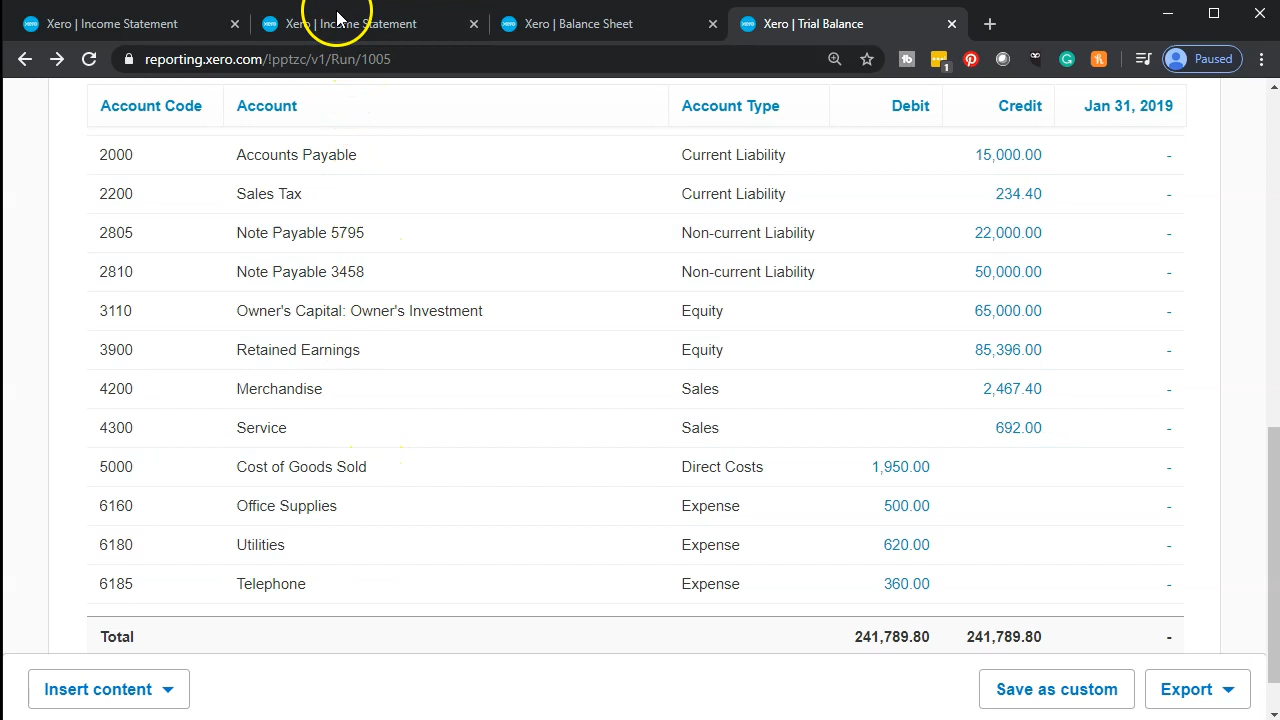 Xero | Income Statement
Xero | Income Statement
Xero | Balance Sheet
Xero | Trial Balance
reporting.xero.com/!pptzc/v1/Run/1005
1
Paused
Account Code Account Account Type Debit Credit Jan 31, 2019
2000 Accounts Payable Current Liability 15,000.00 -
2200 Sales Tax Current Liability 234.40 -
2805 Note Payable 5795 Non-current Liability 22,000.00 -
2810 Note Payable 3458 Non-current Liability 50,000.00 -
3110 Owner's Capital: Owner's Investment Equity 65,000.00 -
3900 Retained Earnings Equity 85,396.00 -
4200 Merchandise Sales 2,467.40 -
4300 Service Sales 692.00 -
5000 Cost of Goods Sold Direct Costs 1,950.00 -
6160 Office Supplies Expense 500.00 -
6180 Utilities Expense 620.00 -
6185 Telephone Expense 360.00 -
Total 241,789.80 241,789.80 -
Insert content
Save as custom
Export